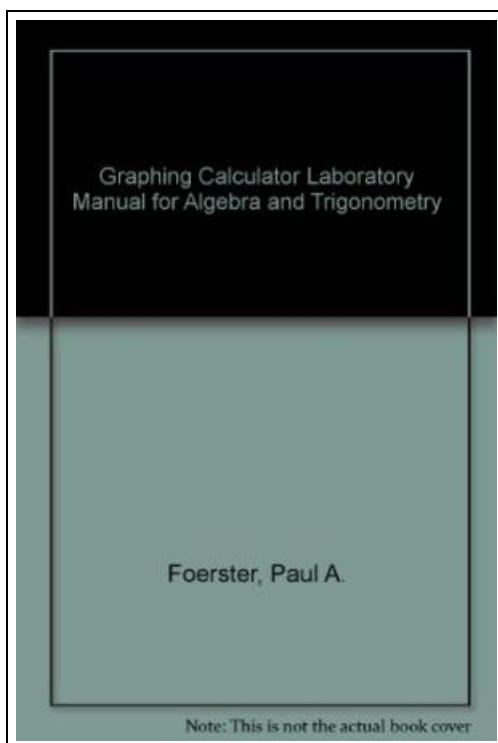 Graphing Calculator Laboratory
Manual for Algebra and Trigonometry
Foerster, Paul A.
Note: This is not the actual book cover